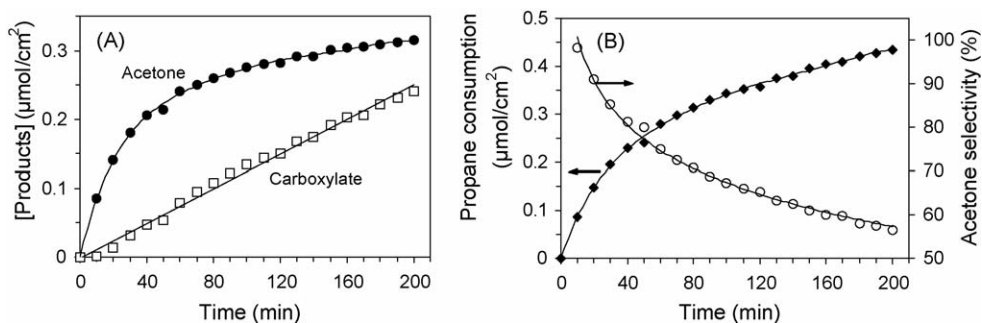 (A)
[Products] (µmol/cm²)
0.3
0.2
0.1
0
Acetone
Carboxylate
0 40 80 120 160 200
Time (min)
(B)
Propane consumption
(µmol/cm²)
0.5
0.4
0.3
0.2
0.1
0
100
90
80
70
60
50
Acetone selectivity (%)
0 40 80 120 160 200
Time (min)